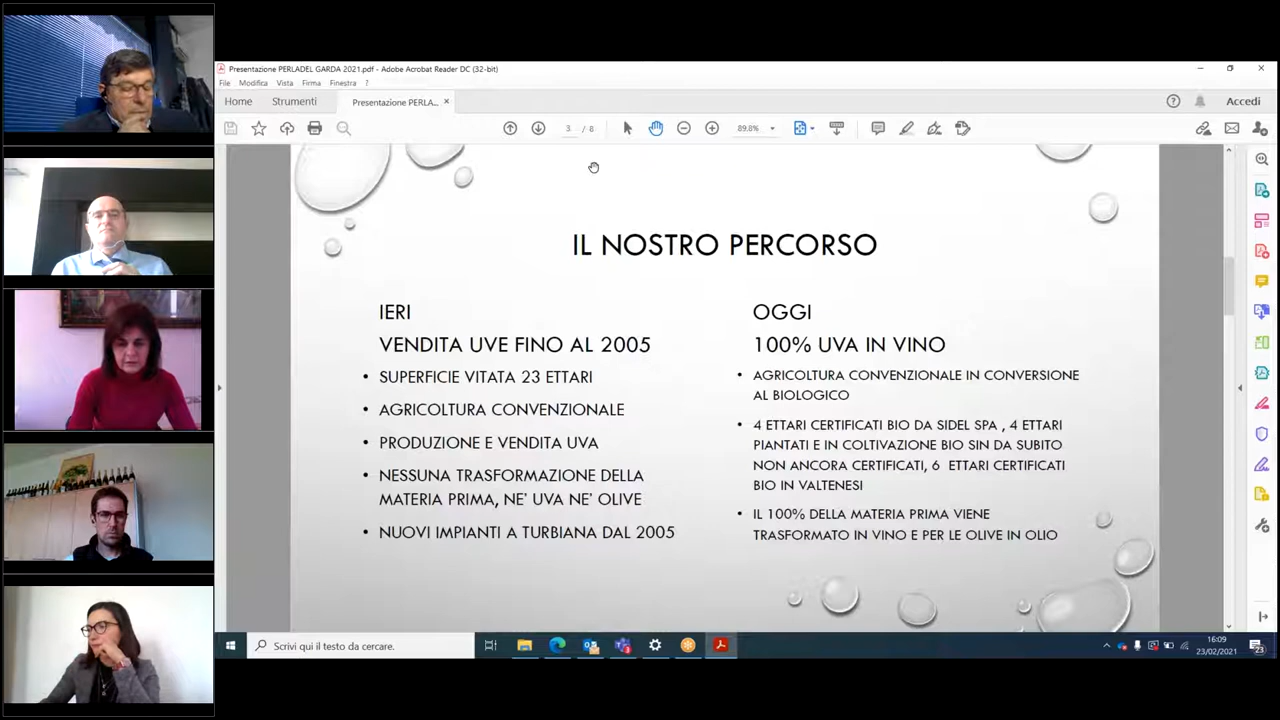 Presentazione PERLADEL GARDA 2021.pdf - Adobe Acrobat Reader DC (32-bit)
File Modifica Vista Firma Finestra ?
Home Strumenti Presentazione PERLA... × Accedi
3 / 8 89,8%
IL NOSTRO PERCORSO
IERI
VENDITA UVE FINO AL 2005
• SUPERFICIE VITATA 23 ETTARI
• AGRICOLTURA CONVENZIONALE
• PRODUZIONE E VENDITA UVA
• NESSUNA TRASFORMAZIONE DELLA
MATERIA PRIMA, NE' UVA NE' OLIVE
• NUOVI IMPIANTI A TURBIANA DAL 2005
OGGI
100% UVA IN VINO
• AGRICOLTURA CONVENZIONALE IN CONVERSIONE
AL BIOLOGICO
• 4 ETTARI CERTIFICATI BIO DA SIDEL SPA , 4 ETTARI
PIANTATI E IN COLTIVAZIONE BIO SIN DA SUBITO
NON ANCORA CERTIFICATI, 6 ETTARI CERTIFICATI
BIO IN VALTENESI
• IL 100% DELLA MATERIA PRIMA VIENE
TRASFORMATO IN VINO E PER LE OLIVE IN OLIO
Scrivi qui il testo da cercare.
16:09
23/02/2021
23